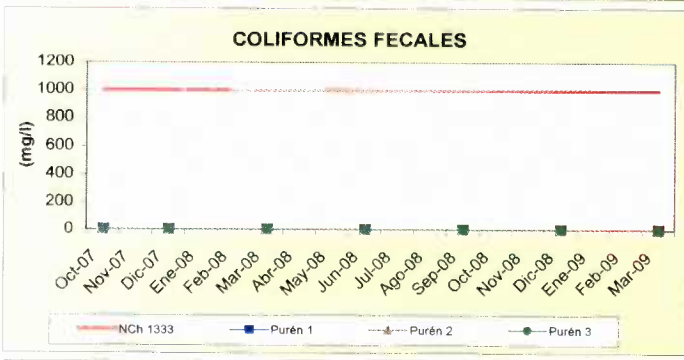 COLIFORMES FECALES
(mg/l)
1200
1000
800
600
400
200
0
Oct-07
Nov-07
Dic-07
Ene-08
Feb-08
Mar-08
Abr-08
May-08
Jun-08
Jul-08
Ago-08
Sep-08
Oct-08
Nov-08
Dic-08
Ene-09
Feb-09
Mar-09
NCh 1333
Purén 1
Purén 2
Purén 3